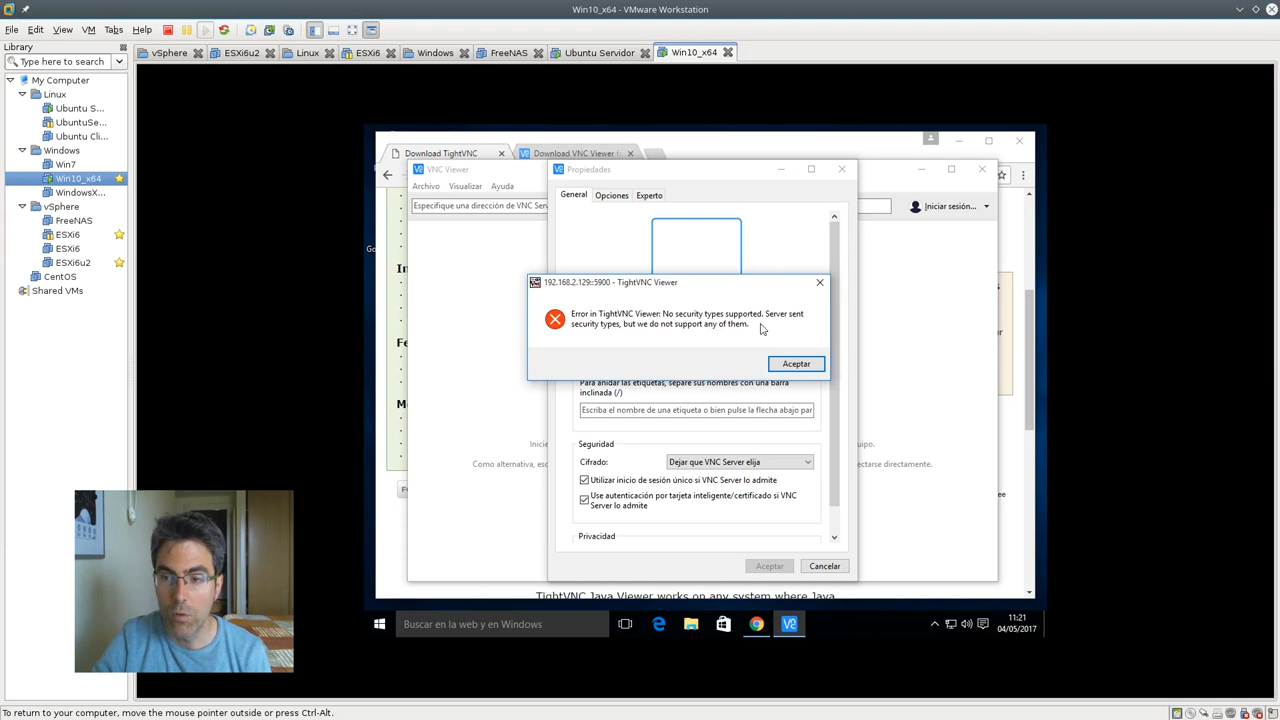 Win10_x64 - VMware Workstation
File Edit View VM Tabs Help
Library
Type here to search
vSphere ESXi6u2 Linux ESXi6 Windows FreeNAS Ubuntu Servidor Win10_x64
My Computer
Linux
Ubuntu S...
UbuntuSe...
Ubuntu Cli...
Windows
Win7
Win10_x64
WindowsX...
vSphere
FreeNAS
ESXi6
ESXi6
ESXi6u2
CentOS
Shared VMs
Download TightVNC
Download VNC Viewer f
VNC Viewer
Archivo Visualizar Ayuda
Especifique una dirección de VNC Ser
Iniciar sesión...
Propiedades
General Opciones Experto
192.168.2.129::5900 - TightVNC Viewer
Error in TightVNC Viewer: No security types supported. Server sent
security types, but we do not support any of them.
Aceptar
Para anidar las etiquetas, separe sus nombres con una barra
inclinada (/)
Escriba el nombre de una etiqueta o bien pulse la flecha abajo par
Inicie
quipo.
Como alternativa, esc
ectarse directamente.
Seguridad
Cifrado: Dejar que VNC Server elija
Utilizar inicio de sesión único si VNC Server lo admite
Use autenticación por tarjeta inteligente/certificado si VNC
Server lo admite
Privacidad
Aceptar Cancelar
TightVNC Java Viewer works on any system where Java
Buscar en la web y en Windows
11:21
04/05/2017
To return to your computer, move the mouse pointer outside or press Ctrl-Alt.